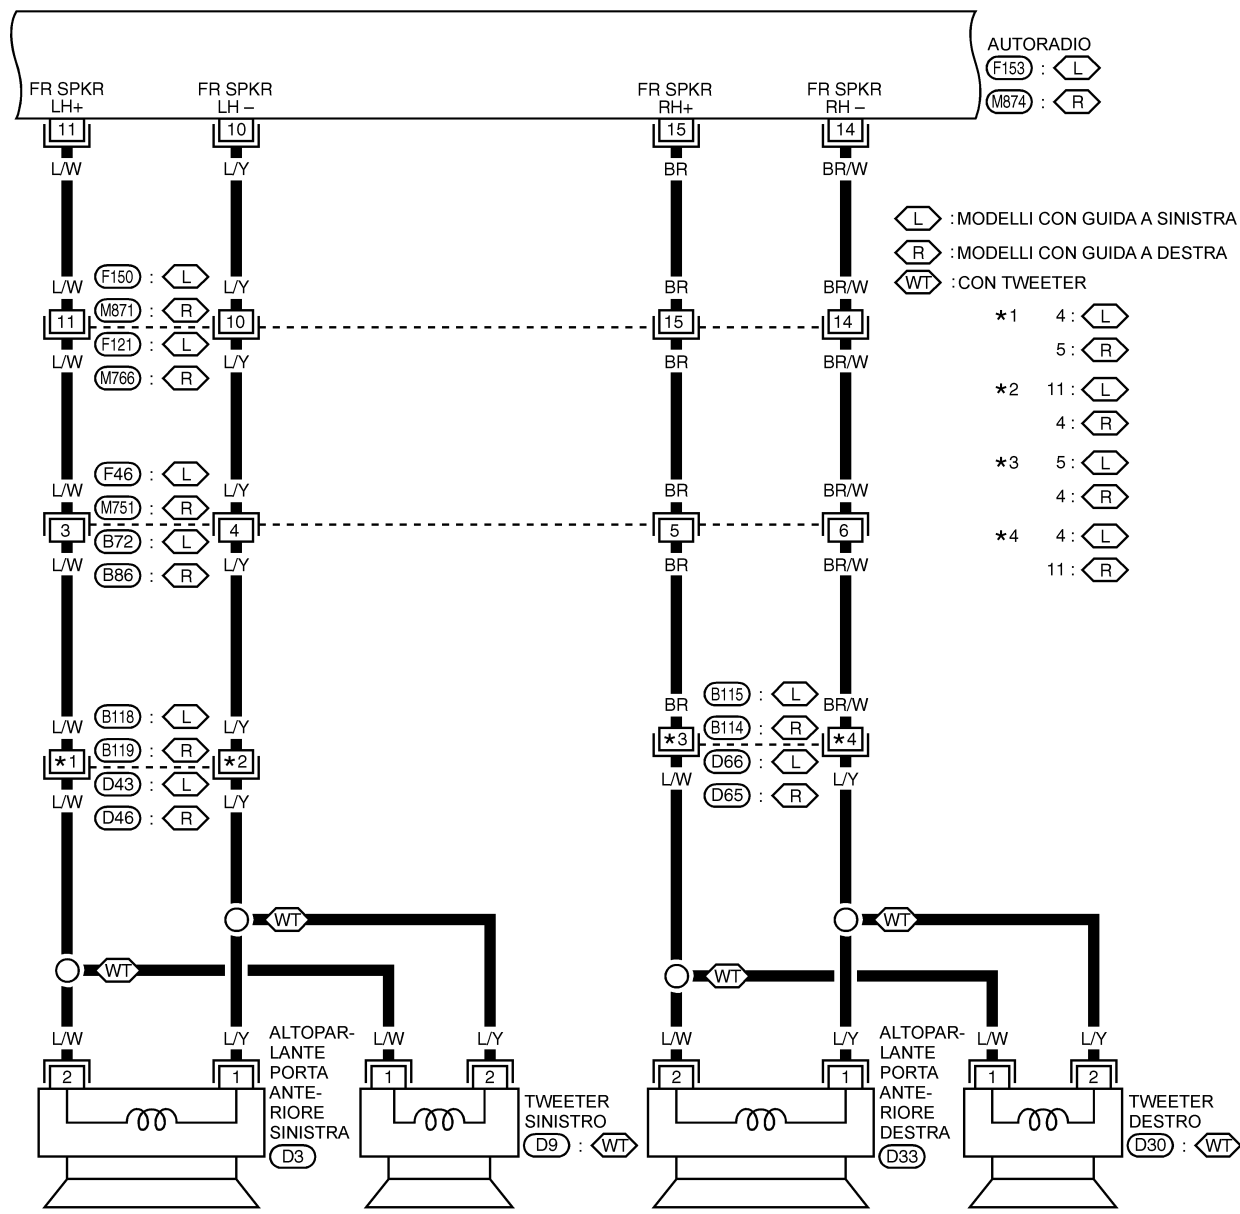 AUTORADIO
F153 : L
M874 : R
FR SPKR LH+
FR SPKR LH –
FR SPKR RH+
FR SPKR RH –
11 10 15 14
L/W L/Y BR BR/W
L : MODELLI CON GUIDA A SINISTRA
R : MODELLI CON GUIDA A DESTRA
WT : CON TWEETER
*1 4 : L
5 : R
*2 11 : L
4 : R
*3 5 : L
4 : R
*4 4 : L
11 : R
L/W L/Y BR BR/W
F150 : L
M871 : R
11 10 15 14
F121 : L
M766 : R
L/W L/Y BR BR/W
L/W L/Y BR BR/W
F46 : L
M751 : R
3 4 5 6
B72 : L
B86 : R
L/W L/Y BR BR/W
L/W L/Y BR BR/W
B118 : L
B119 : R
*1 *2
D43 : L
D46 : R
L/W L/Y
B115 : L
B114 : R
*3 *4
D66 : L
D65 : R
L/W L/Y
WT WT
WT WT
L/W L/Y L/W L/Y L/W L/Y L/W L/Y
2 1 1 2 2 1 1 2
ALTOPAR-
LANTE
PORTA
ANTE-
RIORE
SINISTRA
D3
TWEETER
SINISTRO
D9 : WT
ALTOPAR-
LANTE
PORTA
ANTE-
RIORE
DESTRA
D33
TWEETER
DESTRO
D30 : WT